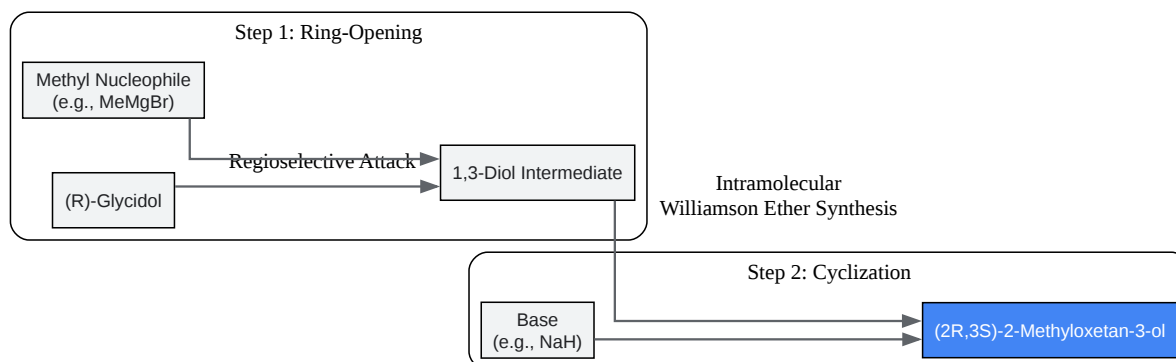 Step 1: Ring-Opening
Methyl Nucleophile
(e.g., MeMgBr)
Regioselective Attack
1,3-Diol Intermediate
(R)-Glycidol
Intramolecular
Williamson Ether Synthesis
Step 2: Cyclization
Base
(e.g., NaH)
(2R,3S)-2-Methyloxetan-3-ol